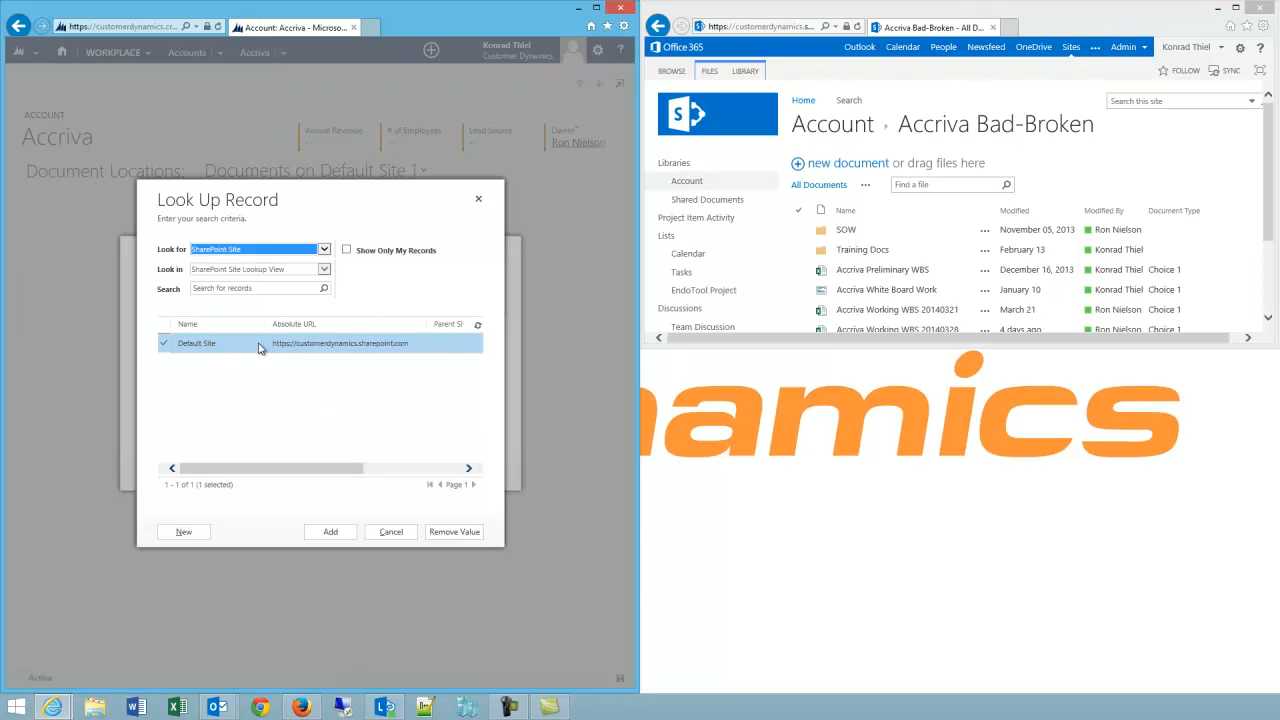 https://customerdynamics.cr...
Account: Accriva - Microso...
WORKPLACE
Accounts
Accriva
Konrad Thief
Customer Dynamics
?
ACCOUNT
Accriva
Annual Revenue
--
# of Employees
--
Lead Source
--
Owner*
Ron Nielson
Document Locations:
Documents on Default Site 1
Look Up Record
Enter your search criteria.
Look for
SharePoint Site
Show Only My Records
Look in
SharePoint Site Lookup View
Search
Search for records
Name
Absolute URL
Parent Si
Default Site
https://customerdynamics.sharepoint.com
1 - 1 of 1 (1 selected)
Page 1
New
Add
Cancel
Remove Value
Active
https://customerdynamics.s...
Accriva Bad-Broken - All D...
Office 365
Outlook
Calendar
People
Newsfeed
OneDrive
Sites
...
Admin
Konrad Thief
?
BROWSE
FILES
LIBRARY
FOLLOW
SYNC
S
Home
Search
Search this site
Account
Accriva Bad-Broken
Libraries
Account
Shared Documents
Project Item Activity
Lists
Calendar
Tasks
EndoTool Project
Discussions
Team Discussion
new document or drag files here
All Documents
...
Find a file
Name
Modified
Modified By
Document Type
SOW
...
November 05, 2013
Ron Nielson
Training Docs
...
February 13
Konrad Thief
Accriva Preliminary WBS
...
December 16, 2013
Konrad Thief
Choice 1
Accriva White Board Work
...
January 10
Konrad Thief
Choice 1
Accriva Working WBS 20140321
...
March 21
Ron Nielson
Choice 1
Accriva Working WBS 20140328
...
4 days ago
Ron Nielson
Choice 1
namics